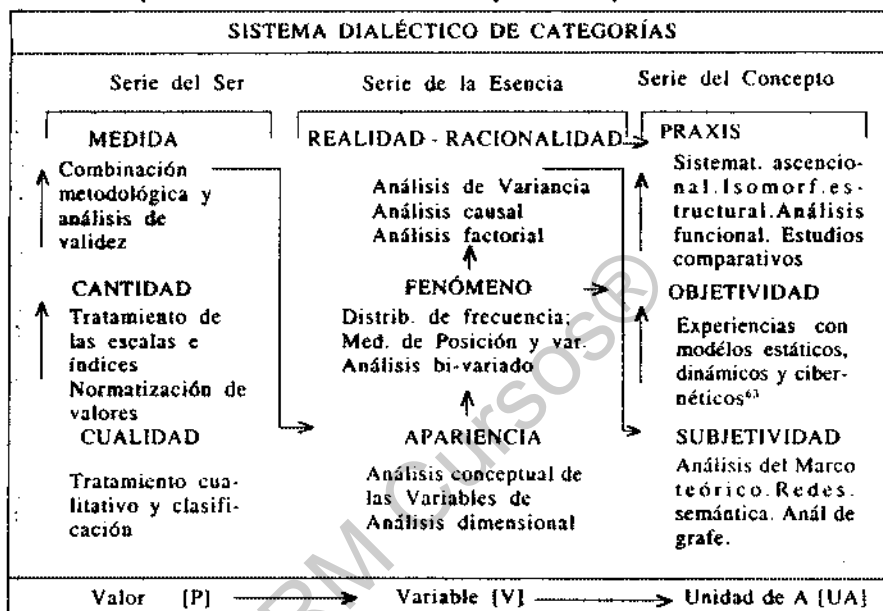 SISTEMA DIALÉCTICO DE CATEGORÍAS
Serie del Ser
MEDIDA
Combinación
metodológica y
análisis de
validez
CANTIDAD
Tratamiento de
las escalas e
índices
Normatización de
valores
CUALIDAD
Tratamiento cua-
litativo y clasifi-
cación
Serie de la Esencia
REALIDAD - RACIONALIDAD
Análisis de Variancia
Análisis causal
Análisis factorial
FENÓMENO
Distrib. de frecuencia;
Med. de Posición y var.
Análisis bi-variado
APARIENCIA
Análisis conceptual de
las Variables de
Análisis dimensional
Serie del Concepto
PRAXIS
Sistemat. ascencio-
nal.Isomorf.es-
tructural.Análisis
funcional. Estudios
comparativos
OBJETIVIDAD
Experiencias con
modélos estáticos,
dinámicos y ciber-
néticos⁶³
SUBJETIVIDAD
Análisis del Marco
teórico.Redes.
semántica. Anál de
grafe.
Valor [P] Variable [V] Unidad de A [UA]
RM Cursos®